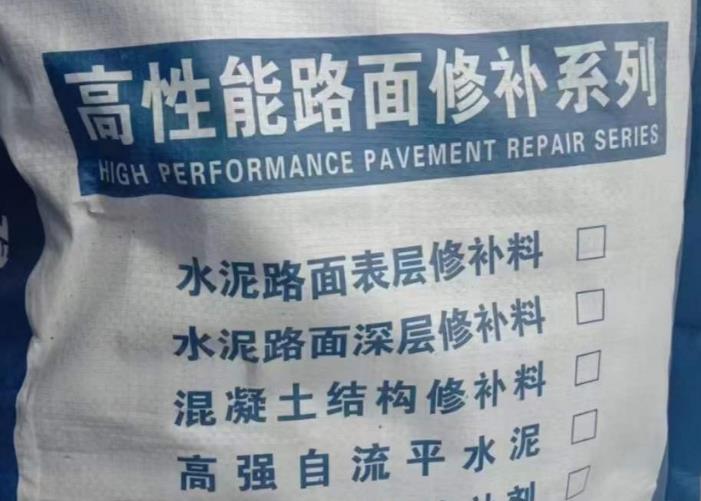 高性能路面修补系列
HIGH PERFORMANCE PAVEMENT REPAIR SERIES
水泥路面表层修补料
水泥路面深层修补料
混凝土结构修补料
高强自流平水泥